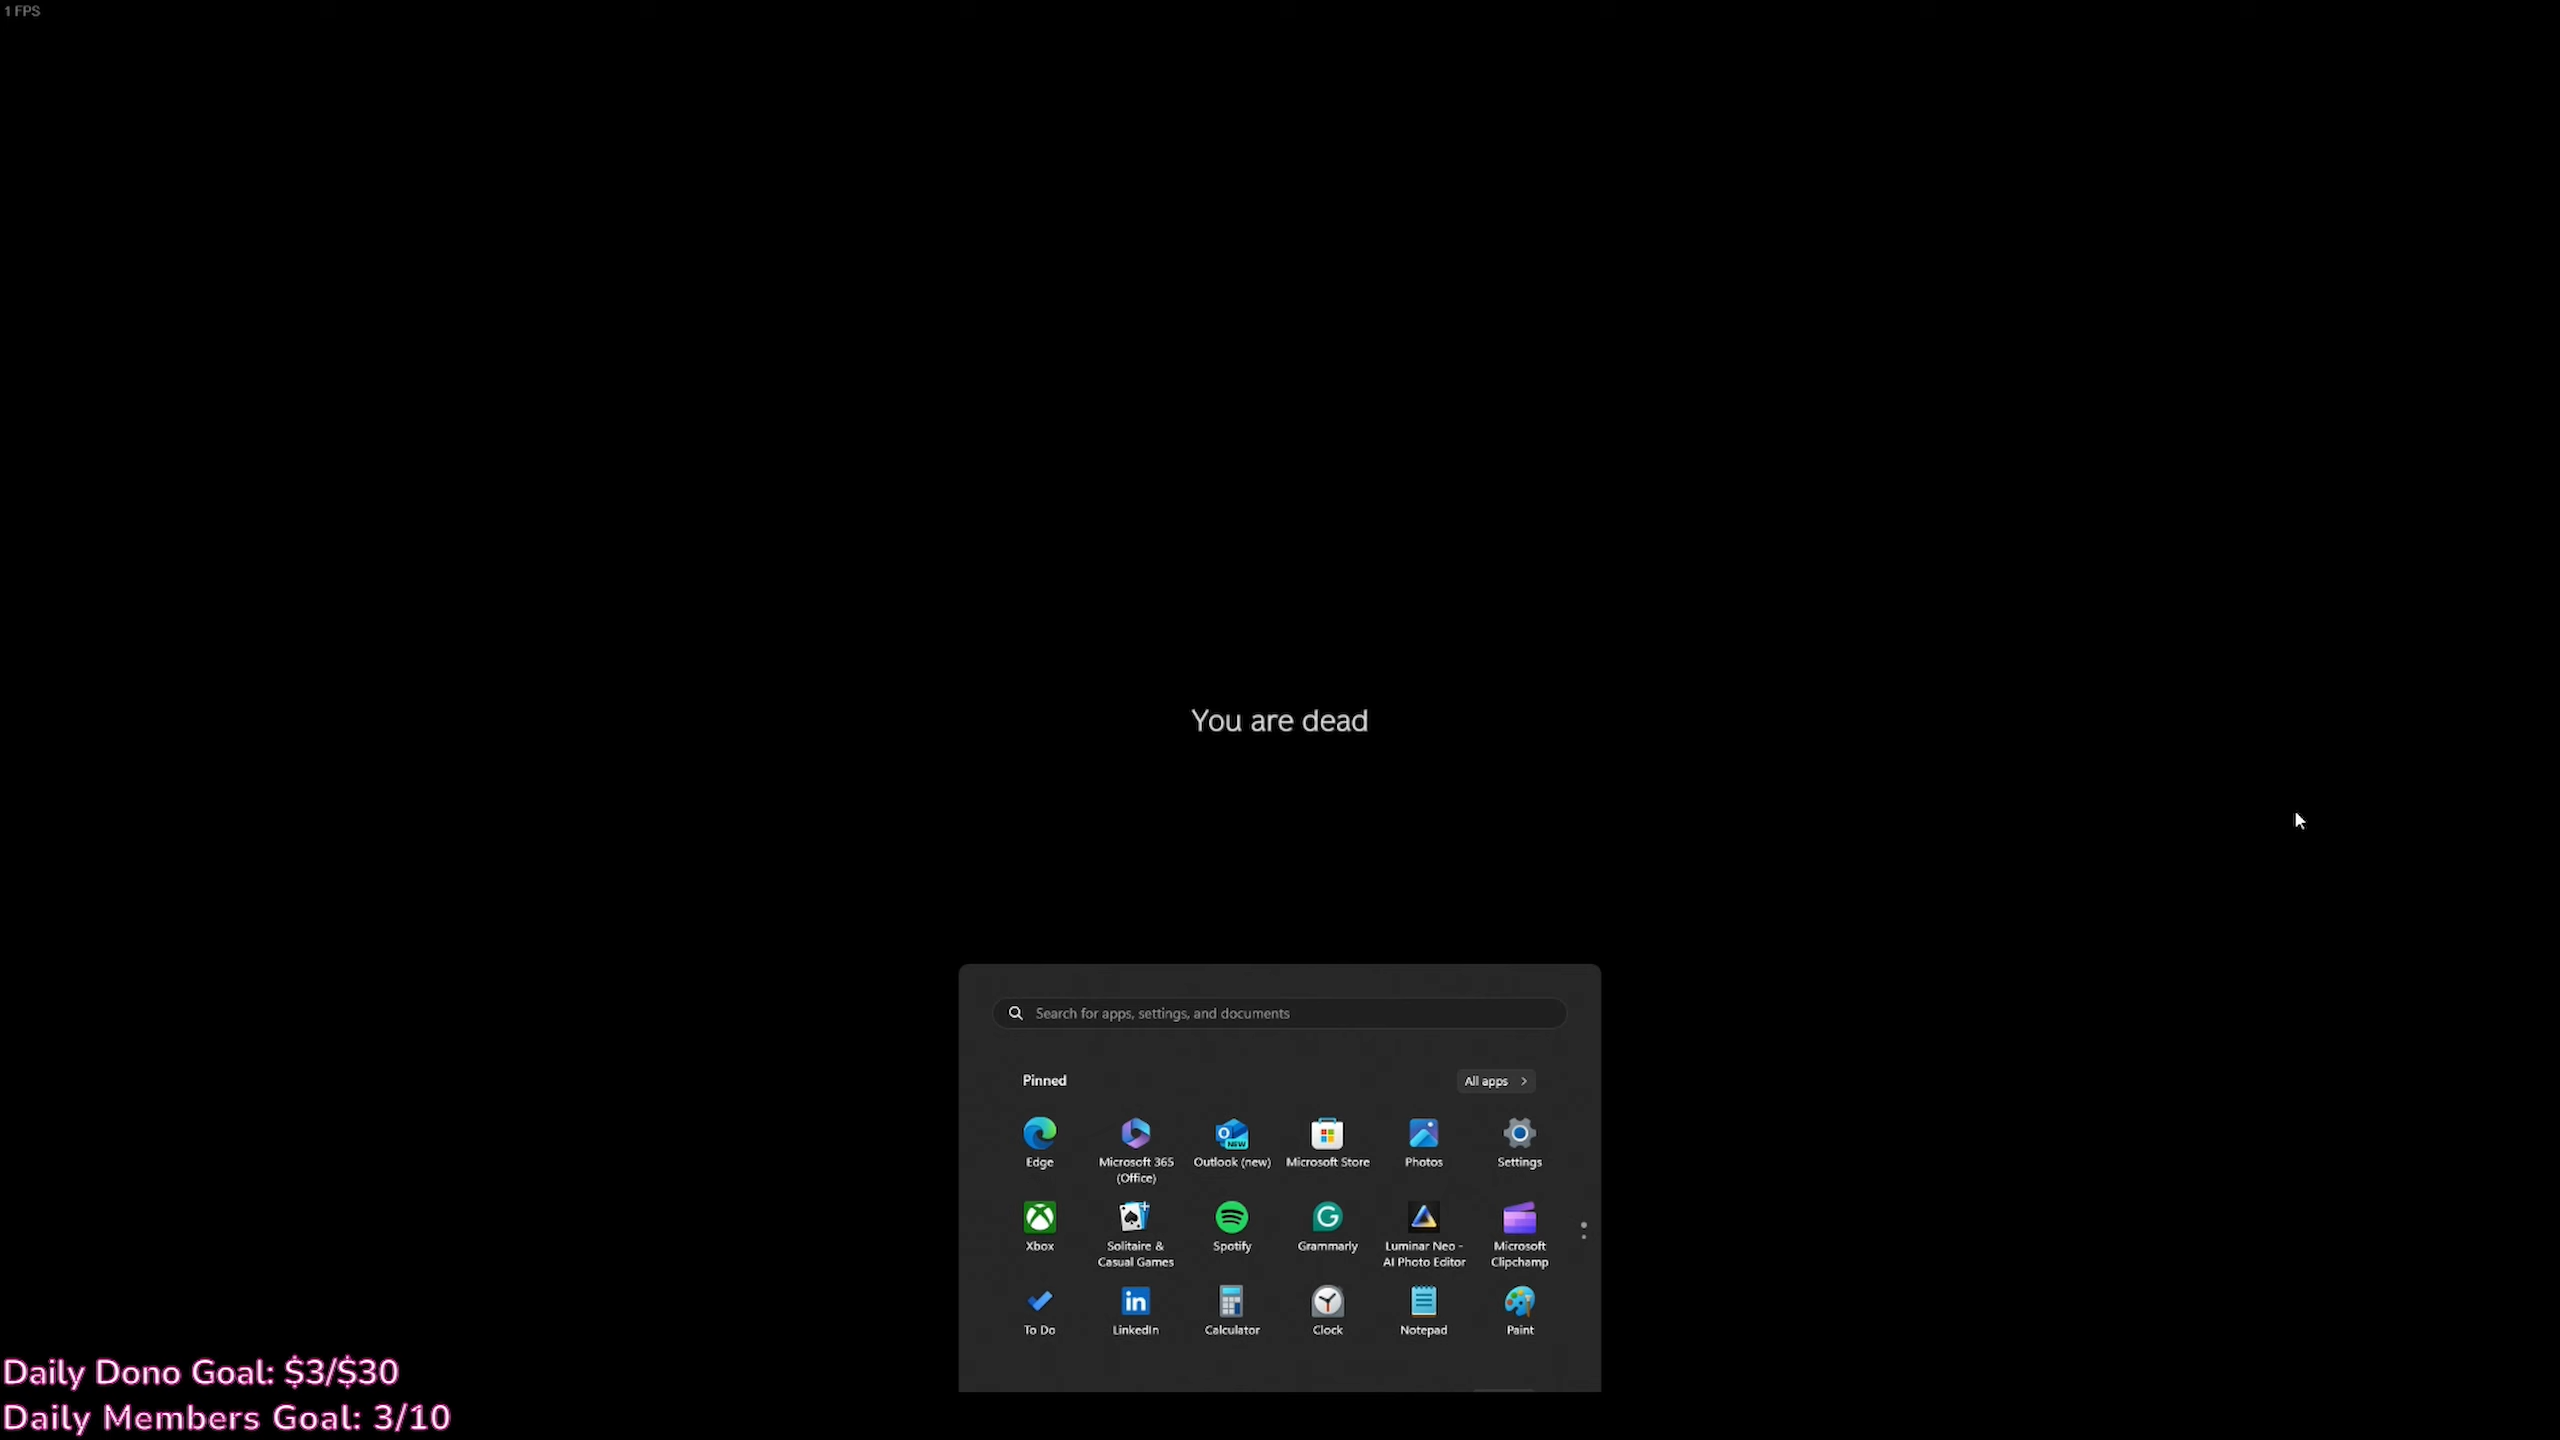 1 FPS
You are dead
Search for apps, settings, and documents
Pinned
All apps
Edge
Microsoft 365
(Office)
Outlook (new)
Microsoft Store
Photos
Settings
Xbox
Solitaire &
Casual Games
Spotify
Grammarly
Luminar Neo -
AI Photo Editor
Microsoft
Clipchamp
To Do
LinkedIn
Calculator
Clock
Notepad
Paint
Daily Dono Goal: $3/$30
Daily Members Goal: 3/10